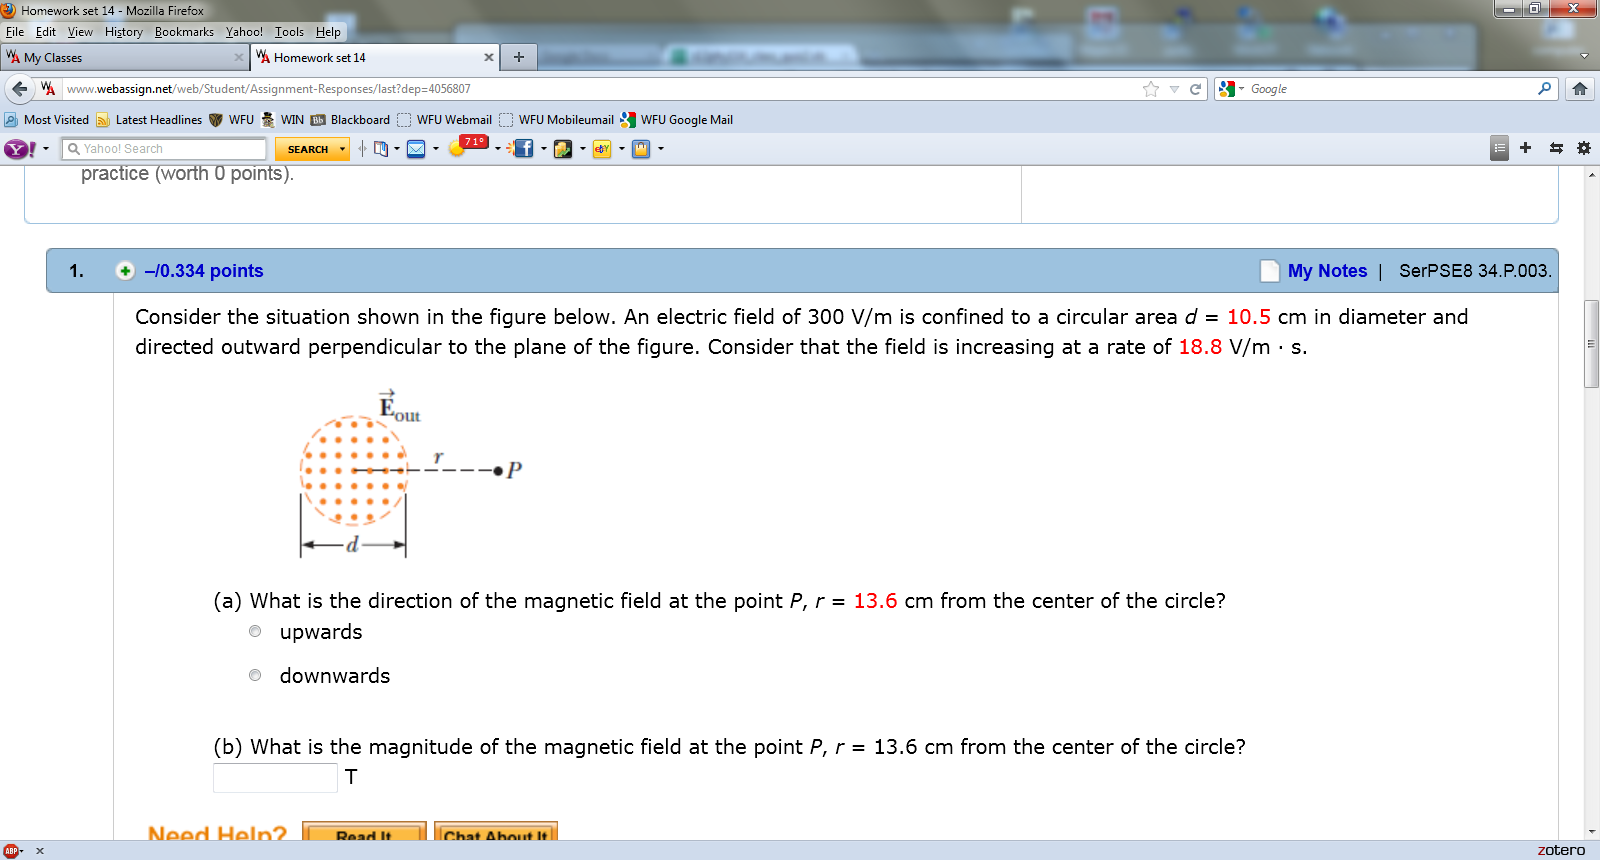 Homework set 14 - Mozilla Firefox
File Edit View History Bookmarks Yahoo! Tools Help
My Classes
Homework set 14
www.webassign.net/web/Student/Assignment-Responses/last?dep=4056807
Google
Most Visited Latest Headlines WFU WIN Bb Blackboard WFU Webmail WFU Mobileumail WFU Google Mail
Y! Yahoo! Search SEARCH 71° f ebY
practice (worth 0 points).
1. –/0.334 points My Notes | SerPSE8 34.P.003.
Consider the situation shown in the figure below. An electric field of 300 V/m is confined to a circular area d = 10.5 cm in diameter and
directed outward perpendicular to the plane of the figure. Consider that the field is increasing at a rate of 18.8 V/m · s.
E out
r
P
d
(a) What is the direction of the magnetic field at the point P, r = 13.6 cm from the center of the circle?
upwards
downwards
(b) What is the magnitude of the magnetic field at the point P, r = 13.6 cm from the center of the circle?
T
Need Help? Read It Chat About It
ABP x zotero